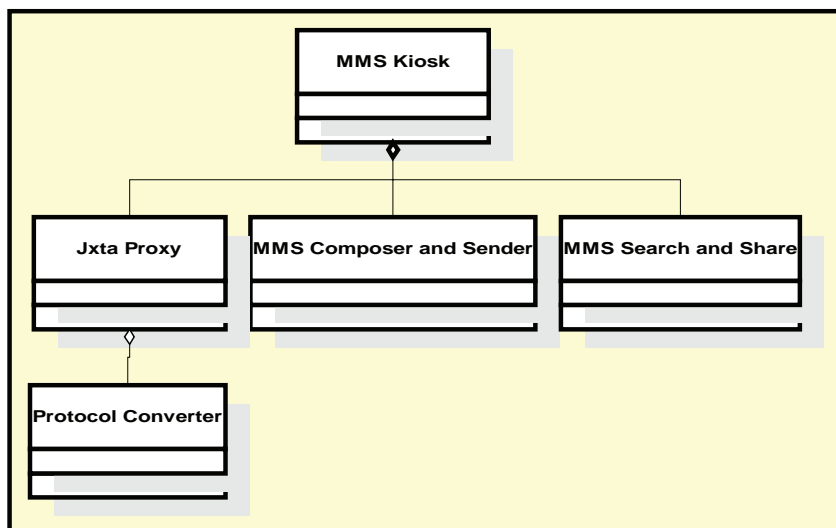 MMS Kiosk
Jxta Proxy
MMS Composer and Sender
MMS Search and Share
Protocol Converter